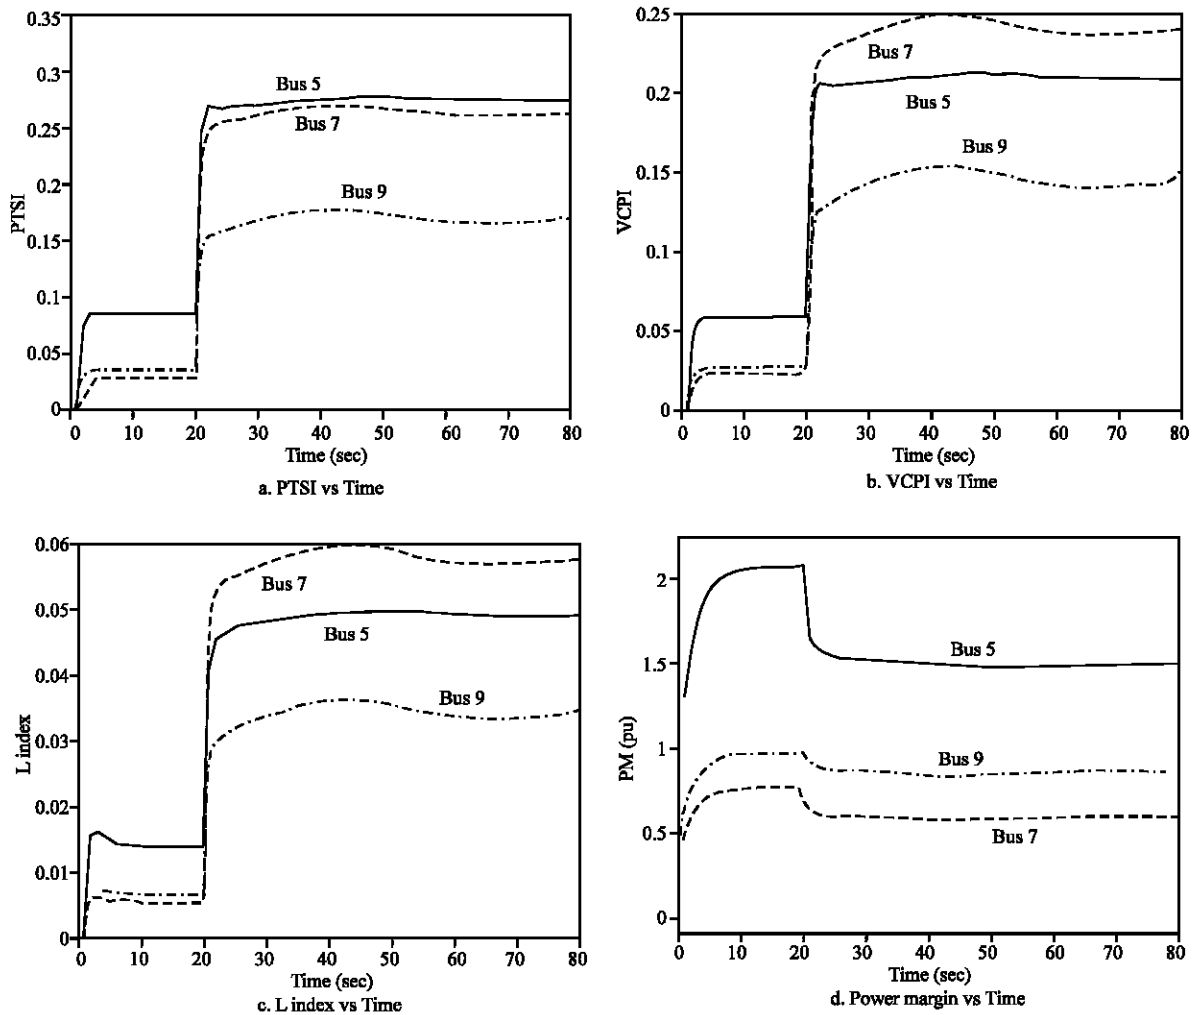 0.35
0.3
0.25
0.2
0.15
0.1
0.05
0
PTSI
Bus 5
Bus 7
Bus 9
0 10 20 30 40 50 60 70 80
Time (sec)
a. PTSI vs Time
0.25
0.2
0.15
0.1
0.05
0
VCPI
Bus 7
Bus 5
Bus 9
0 10 20 30 40 50 60 70 80
Time (sec)
b. VCPI vs Time
0.06
0.05
0.04
0.03
0.02
0.01
0
L index
Bus 7
Bus 5
Bus 9
0 10 20 30 40 50 60 70 80
Time (sec)
c. L index vs Time
2
1.5
1
0.5
0
PM (pu)
Bus 5
Bus 9
Bus 7
0 10 20 30 40 50 60 70 80
Time (sec)
d. Power margin vs Time